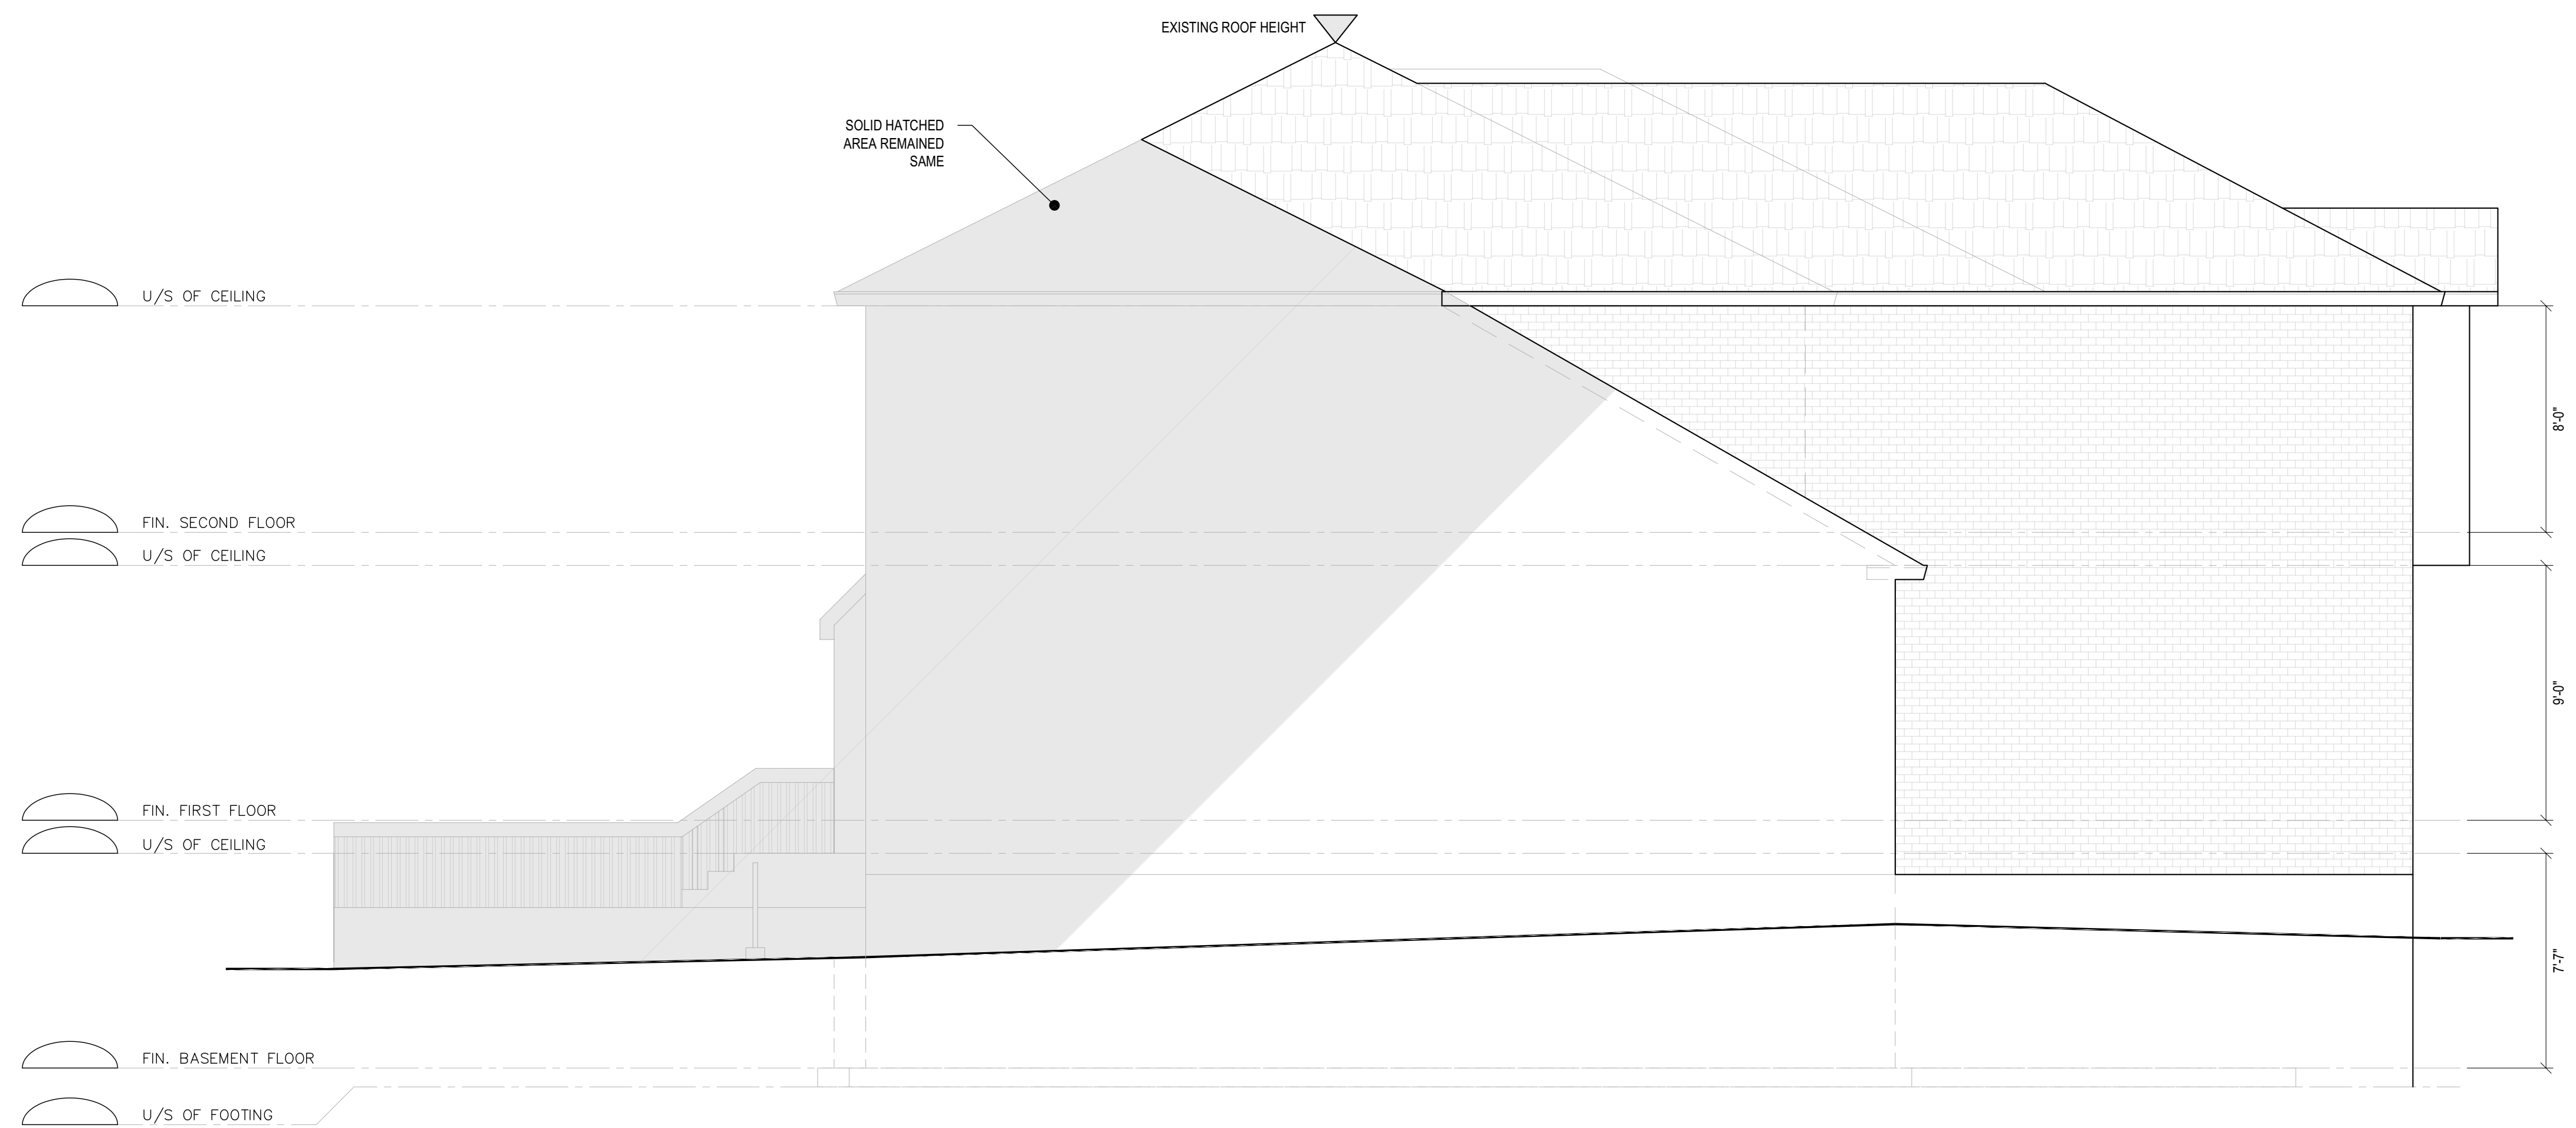 EXISTING ROOF HEIGHT
SOLID HATCHED
AREA REMAINED
SAME
U/S OF CEILING
8'-0"
FIN. SECOND FLOOR
U/S OF CEILING
9'-0"
FIN. FIRST FLOOR
U/S OF CEILING
7'-7"
FIN. BASEMENT FLOOR
U/S OF FOOTING